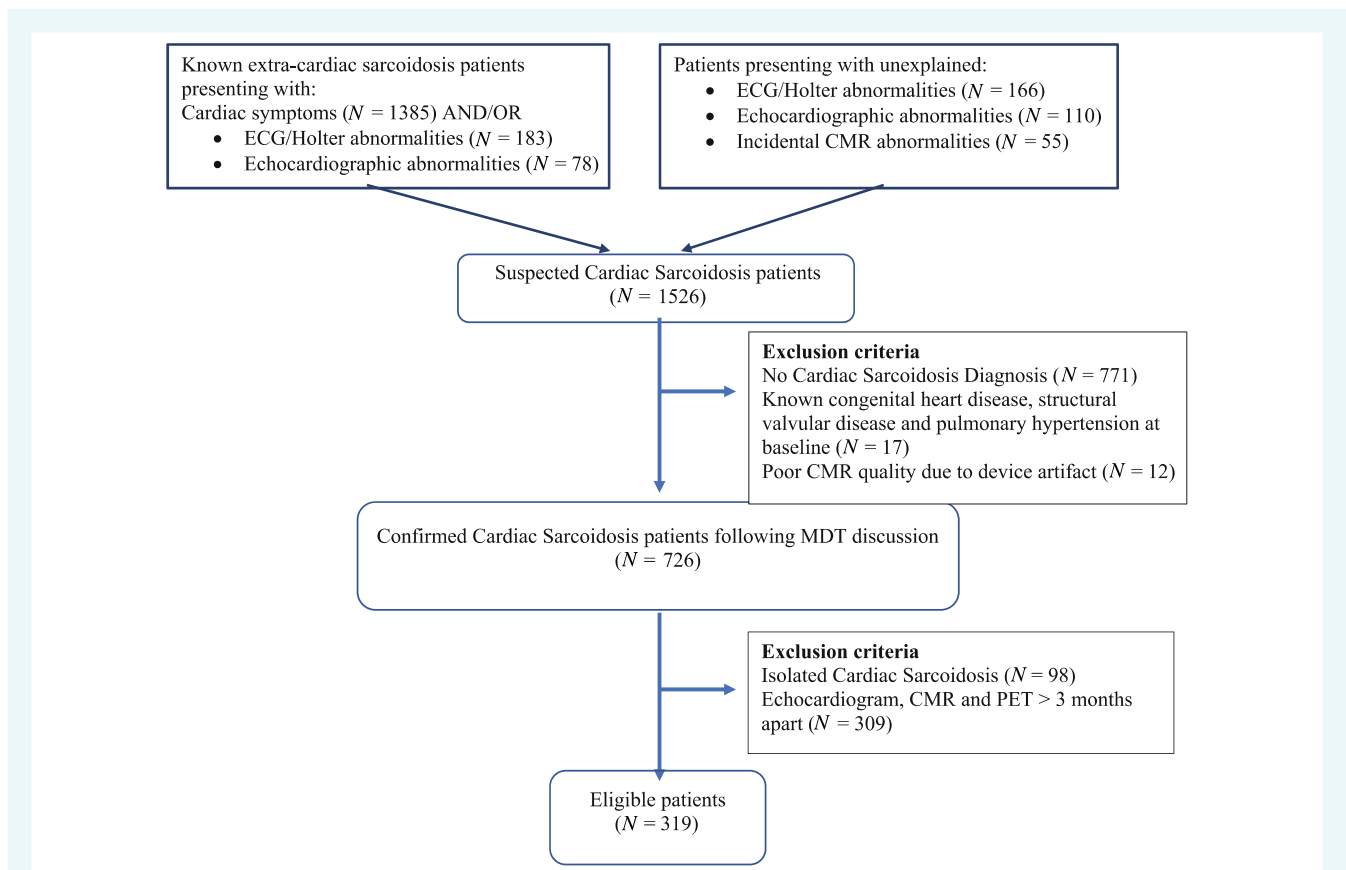 Known extra-cardiac sarcoidosis patients
presenting with:
Cardiac symptoms (N = 1385) AND/OR
• ECG/Holter abnormalities (N = 183)
• Echocardiographic abnormalities (N = 78)
Patients presenting with unexplained:
• ECG/Holter abnormalities (N = 166)
• Echocardiographic abnormalities (N = 110)
• Incidental CMR abnormalities (N = 55)
Suspected Cardiac Sarcoidosis patients
(N = 1526)
Exclusion criteria
No Cardiac Sarcoidosis Diagnosis (N = 771)
Known congenital heart disease, structural
valvular disease and pulmonary hypertension at
baseline (N = 17)
Poor CMR quality due to device artifact (N = 12)
Confirmed Cardiac Sarcoidosis patients following MDT discussion
(N = 726)
Exclusion criteria
Isolated Cardiac Sarcoidosis (N = 98)
Echocardiogram, CMR and PET > 3 months
apart (N = 309)
Eligible patients
(N = 319)